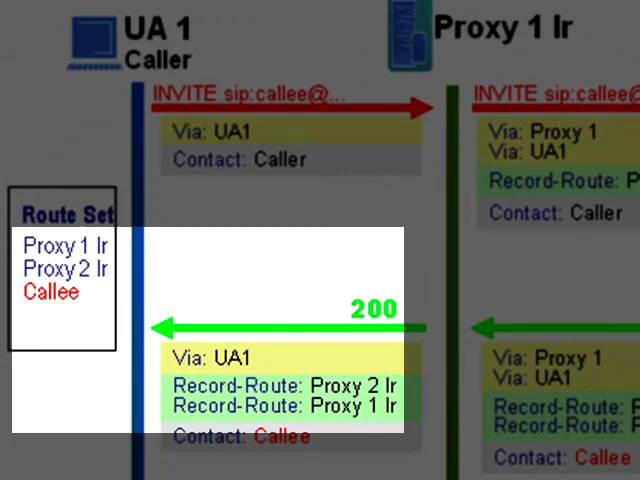 UA 1
Caller
Proxy 1 lr
INVITE sip:callee@...
INVITE sip:callee@
Via: UA1
Contact: Caller
Via: Proxy 1
Via: UA1
Record-Route: P
Contact: Caller
Route Set
Proxy 1 lr
Proxy 2 lr
Callee
200
Via: UA1
Record-Route: Proxy 2 lr
Record-Route: Proxy 1 lr
Contact: Callee
Via: Proxy 1
Via: UA1
Record-Route: P
Record-Route: P
Contact: Callee